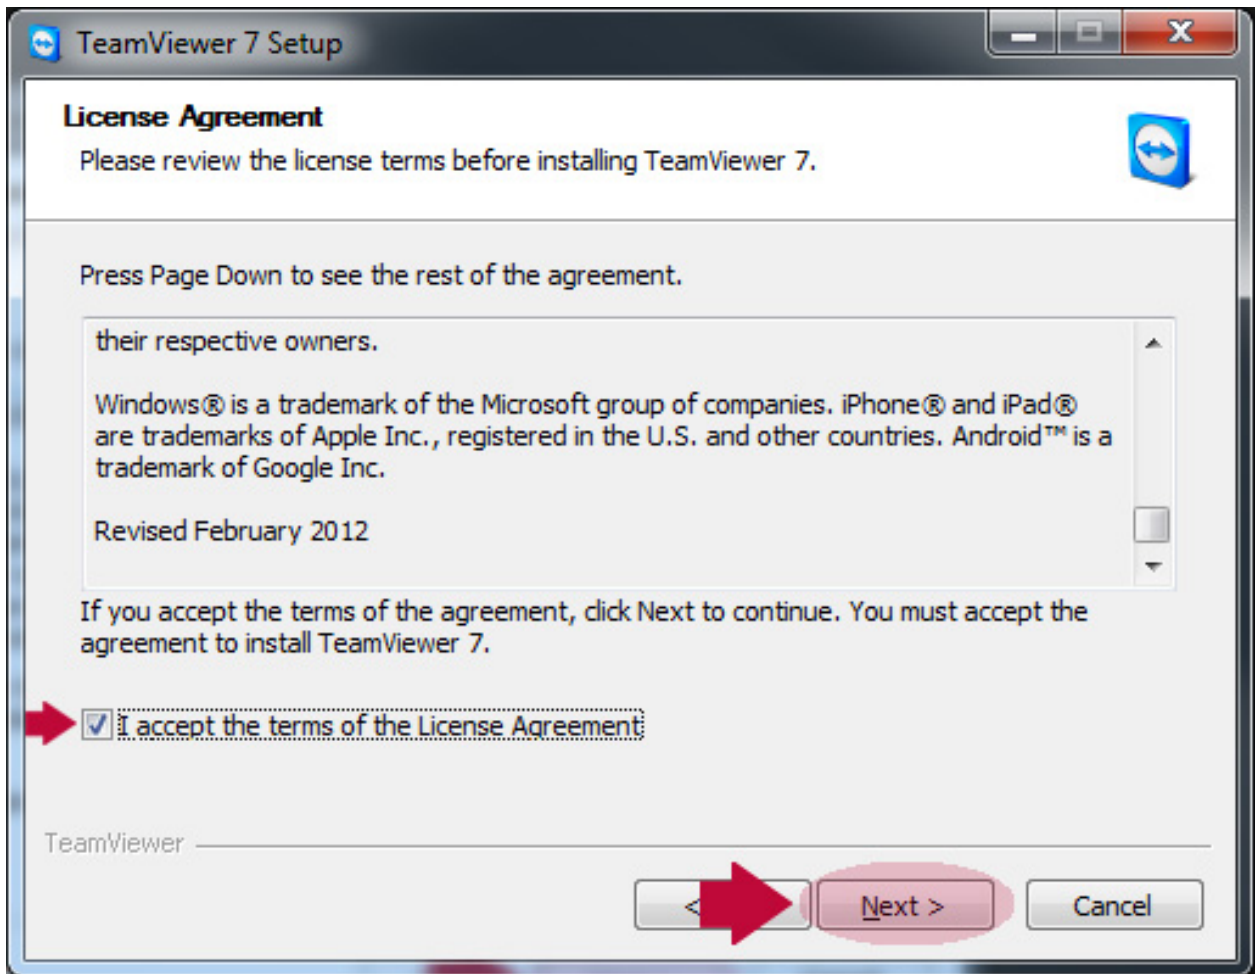 TeamViewer 7 Setup
License Agreement
Please review the license terms before installing TeamViewer 7.
Press Page Down to see the rest of the agreement.
their respective owners.
Windows® is a trademark of the Microsoft group of companies. iPhone® and iPad®
are trademarks of Apple Inc., registered in the U.S. and other countries. Android™ is a
trademark of Google Inc.
Revised February 2012
If you accept the terms of the agreement, click Next to continue. You must accept the
agreement to install TeamViewer 7.
I accept the terms of the License Agreement
TeamViewer
< Next > Cancel